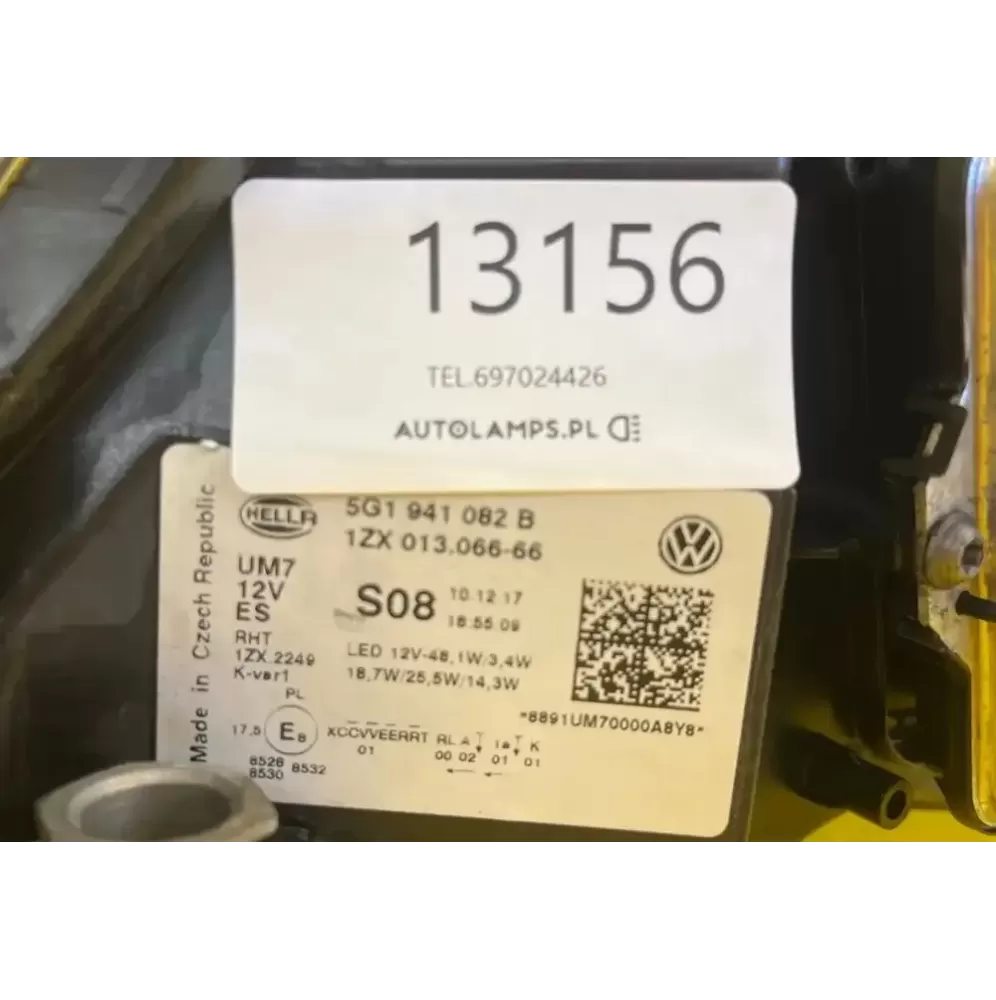 13156
TEL.697024426
AUTOLAMPS.PL
Made in Czech Republic
HELLA
5G1 941 082 B
1ZX 013.066-66
UM7
12V
ES
S08
10.12.17
18:55:09
RHT
1ZX.2249
K-var1
PL
LED 12V-48,1W/3,4W
18,7W/25,5W/14,3W
*8891UM70000A8Y8*
17,5
E8
XCCVVEERRT RL A 1a K
01 00 02 01 01
8528
8530 8532